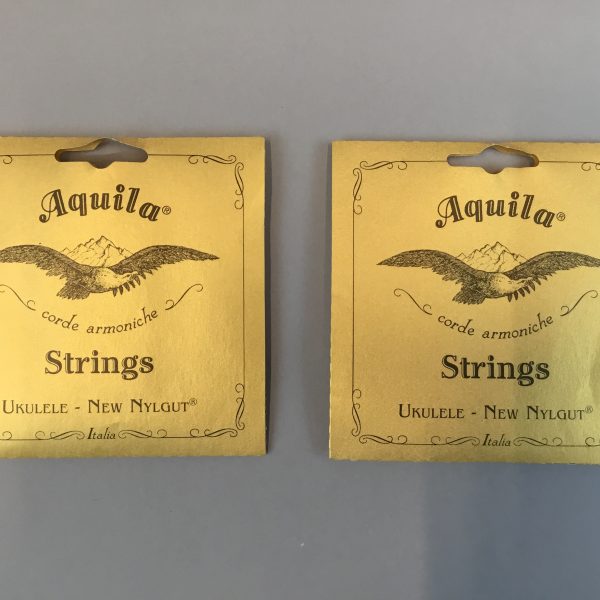 Aquila®
corde armoniche
Strings
UKULELE - NEW NYLGUT®
Italia
Aquila®
corde armoniche
Strings
UKULELE - NEW NYLGUT®
Italia